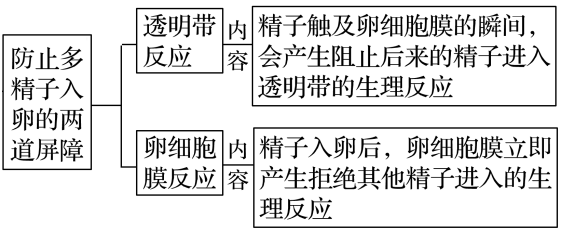 防止多
精子入
卵的两
道屏障
透明带
反应
内
容
精子触及卵细胞膜的瞬间，
会产生阻止后来的精子进入
透明带的生理反应
卵细胞
膜反应
内
容
精子入卵后，卵细胞膜立即
产生拒绝其他精子进入的生
理反应